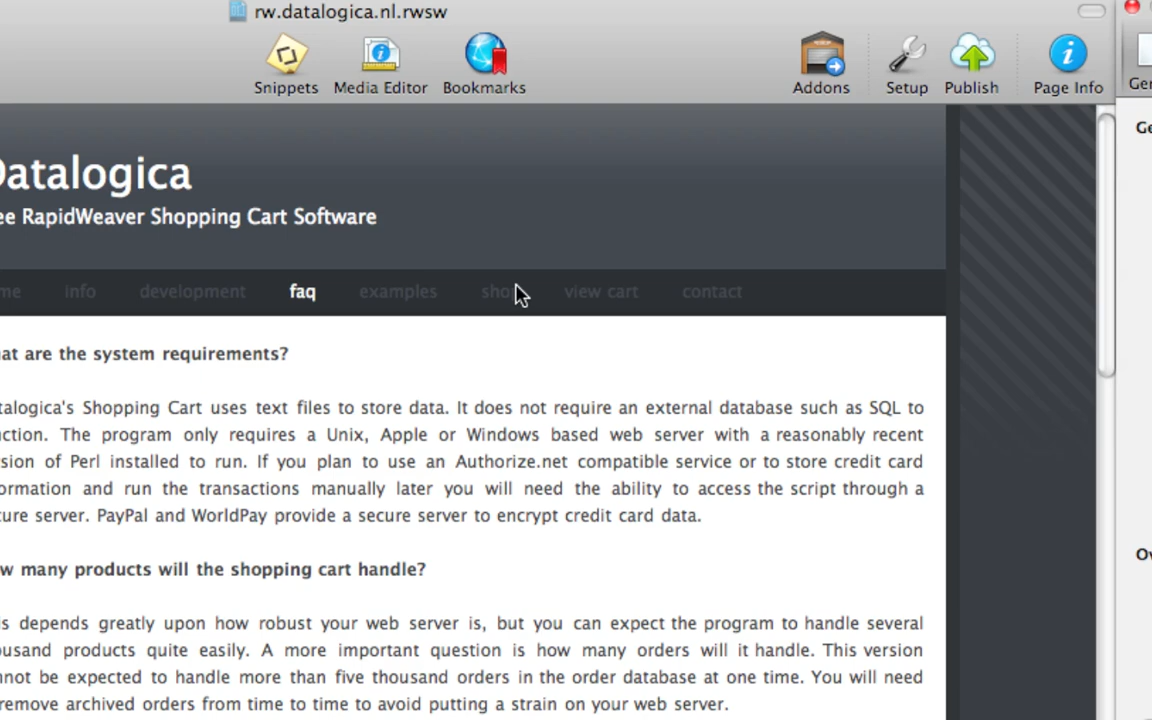 rw.datalogica.nl.rwsw
Snippets Media Editor Bookmarks Addons Setup Publish Page Info
Datalogica
RapidWeaver Shopping Cart Software
info development faq examples view cart contact
are the system requirements?
Shopping Cart uses text files to store data. It does not require an external database such as SQL to
The program only requires a Unix, Apple or Windows based web server with a reasonably recent
of Perl installed to run. If you plan to use an Authorize.net compatible service or to store credit card
and run the transactions manually later you will need the ability to access the script through a
server. PayPal and WorldPay provide a secure server to encrypt credit card data.
many products will the shopping cart handle?
depends greatly upon how robust your web server is, but you can expect the program to handle several
products quite easily. A more important question is how many orders will it handle. This version
be expected to handle more than five thousand orders in the order database at one time. You will need
remove archived orders from time to time to avoid putting a strain on your web server.